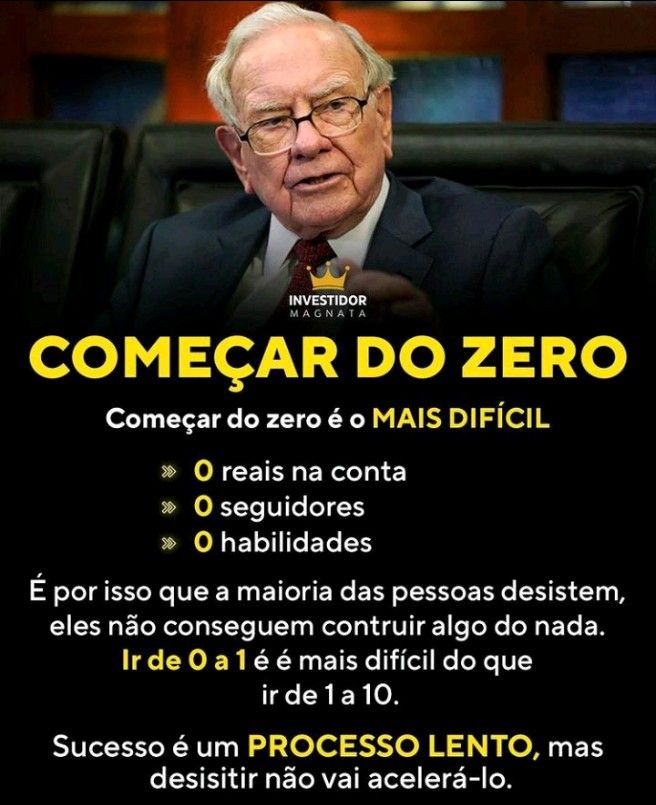 INVESTIDOR
MAGNATA
COMEÇAR DO ZERO
Começar do zero é o MAIS DIFÍCIL
» 0 reais na conta
» 0 seguidores
» 0 habilidades
É por isso que a maioria das pessoas desistem,
eles não conseguem contruir algo do nada.
Ir de 0 a 1 é é mais difícil do que
ir de 1 a 10.
Sucesso é um PROCESSO LENTO, mas
desisitir não vai acelerá-lo.